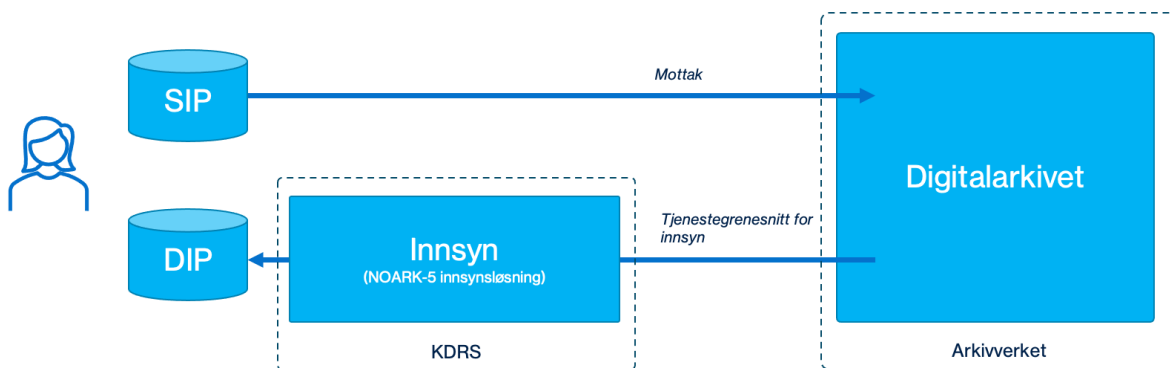 SIP
Mottak
Digitalarkivet
DIP
Innsyn
(NOARK-5 innsynsløsning)
Tjenestegrenesnitt for
innsyn
KDRS
Arkivverket